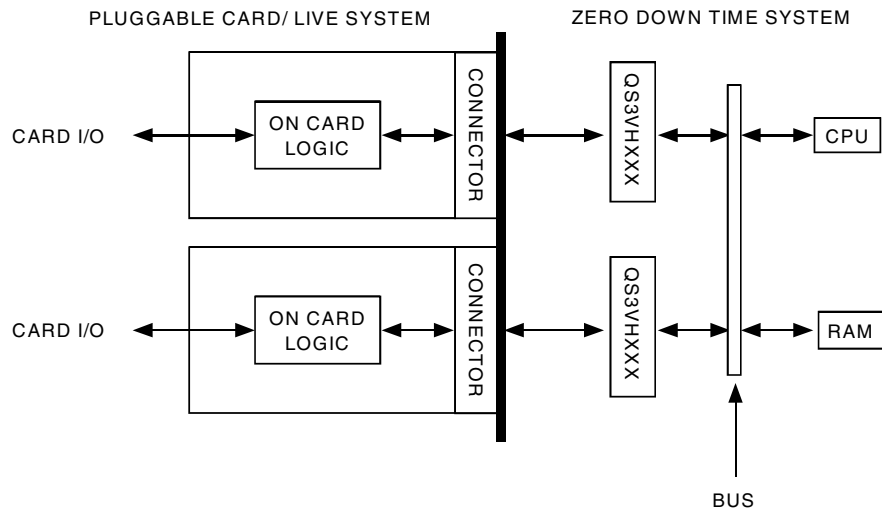 PLUGGABLE CARD/ LIVE SYSTEM
ZERO DOWN TIME SYSTEM
CARD I/O
ON CARD
LOGIC
CONNECTOR
QS3VHXXX
CPU
CARD I/O
ON CARD
LOGIC
CONNECTOR
QS3VHXXX
RAM
BUS